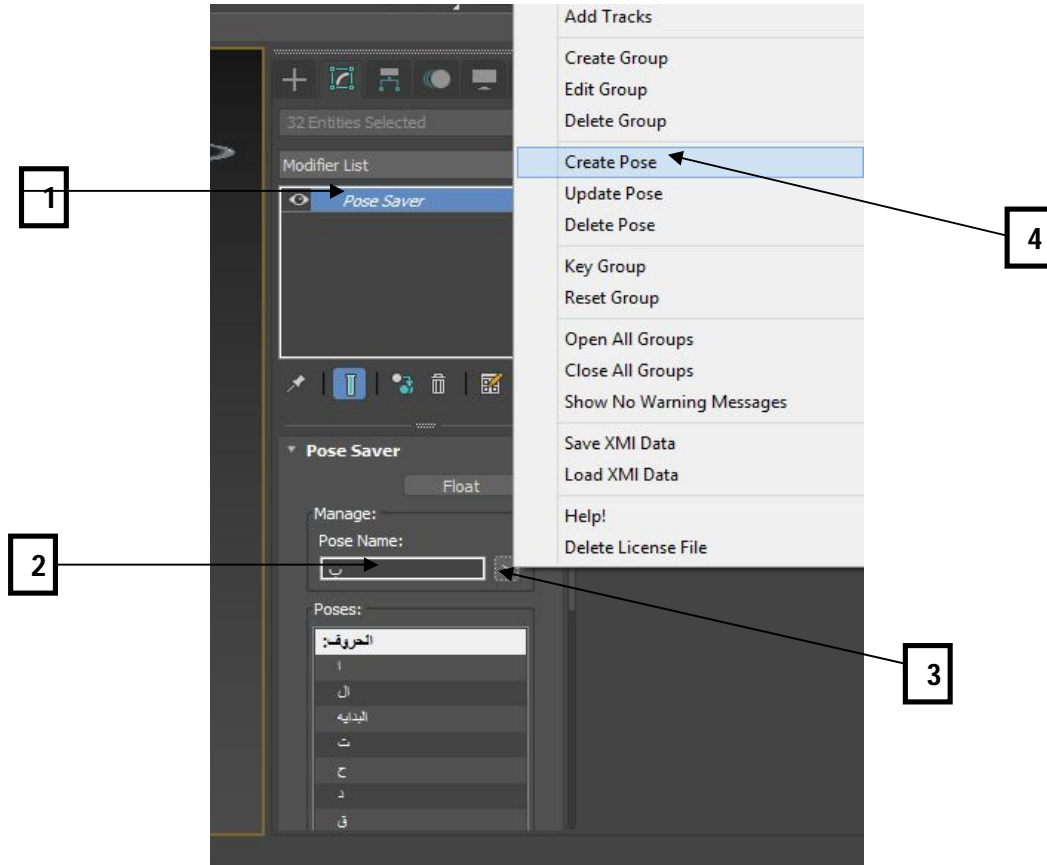 Add Tracks
Create Group
Edit Group
Delete Group
Create Pose
Update Pose
Delete Pose
Key Group
Reset Group
Open All Groups
Close All Groups
Show No Warning Messages
Save XMI Data
Load XMI Data
Help!
Delete License File
32 Entities Selected
Modifier List
Pose Saver
Pose Saver
Float
Manage:
Pose Name:
ب
Poses:
الحروف:
ا
ال
البدايه
ت
ح
د
ق
1
2
3
4